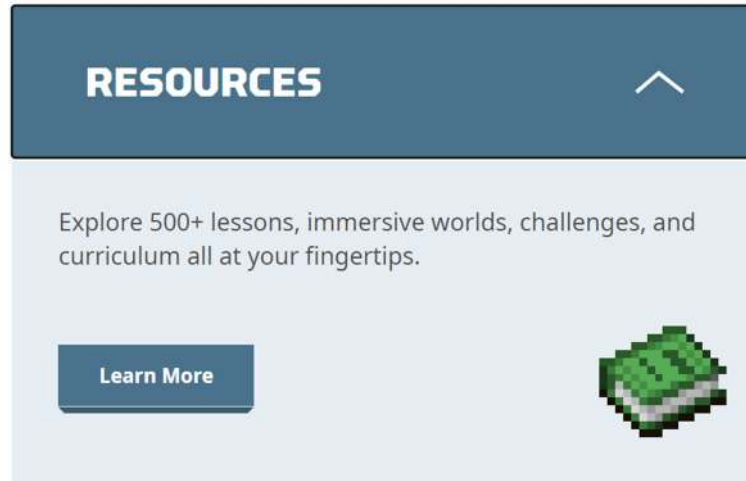 RESOURCES
Explore 500+ lessons, immersive worlds, challenges, and
curriculum all at your fingertips.
Learn More